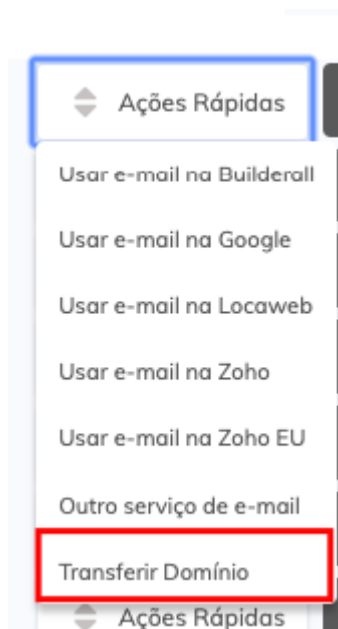 Ações Rápidas
Usar e-mail na Builderall
Usar e-mail na Google
Usar e-mail na Locaweb
Usar e-mail na Zoho
Usar e-mail na Zoho EU
Outro serviço de e-mail
Transferir Domínio
Ações Rápidas